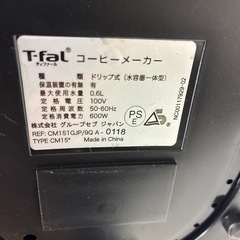 T-fal コーヒーメーカー
ティファール
種　　類　ドリップ式（水容器一体型）
保温装置の有無　有
最大使用水量　0.6L
定格電圧　100V
定格周波数　50-60Hz
定格消費電力　600W
株式会社 グループセブ ジャパン
REF: CM151GJP/9Q A - 0118
TYPE CM15*
PSE
NC00117929-02